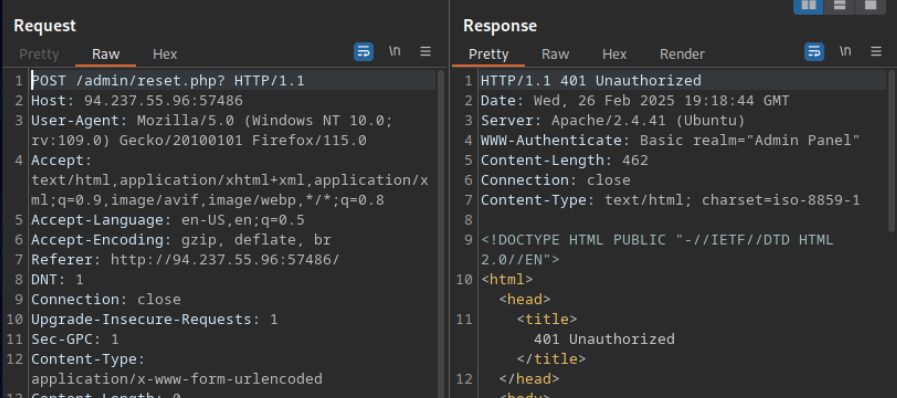 Request
Pretty Raw Hex \n
1 POST /admin/reset.php? HTTP/1.1
2 Host: 94.237.55.96:57486
3 User-Agent: Mozilla/5.0 (Windows NT 10.0;
rv:109.0) Gecko/20100101 Firefox/115.0
4 Accept:
text/html,application/xhtml+xml,application/x
ml;q=0.9,image/avif,image/webp,*/*;q=0.8
5 Accept-Language: en-US,en;q=0.5
6 Accept-Encoding: gzip, deflate, br
7 Referer: http://94.237.55.96:57486/
8 DNT: 1
9 Connection: close
10 Upgrade-Insecure-Requests: 1
11 Sec-GPC: 1
12 Content-Type:
application/x-www-form-urlencoded
13 Content-Length: 0
Response
Pretty Raw Hex Render \n
1 HTTP/1.1 401 Unauthorized
2 Date: Wed, 26 Feb 2025 19:18:44 GMT
3 Server: Apache/2.4.41 (Ubuntu)
4 WWW-Authenticate: Basic realm="Admin Panel"
5 Content-Length: 462
6 Connection: close
7 Content-Type: text/html; charset=iso-8859-1
8
9 <!DOCTYPE HTML PUBLIC "-//IETF//DTD HTML
2.0//EN">
10 <html>
<head>
11 <title>
401 Unauthorized
</title>
12 </head>
<body>